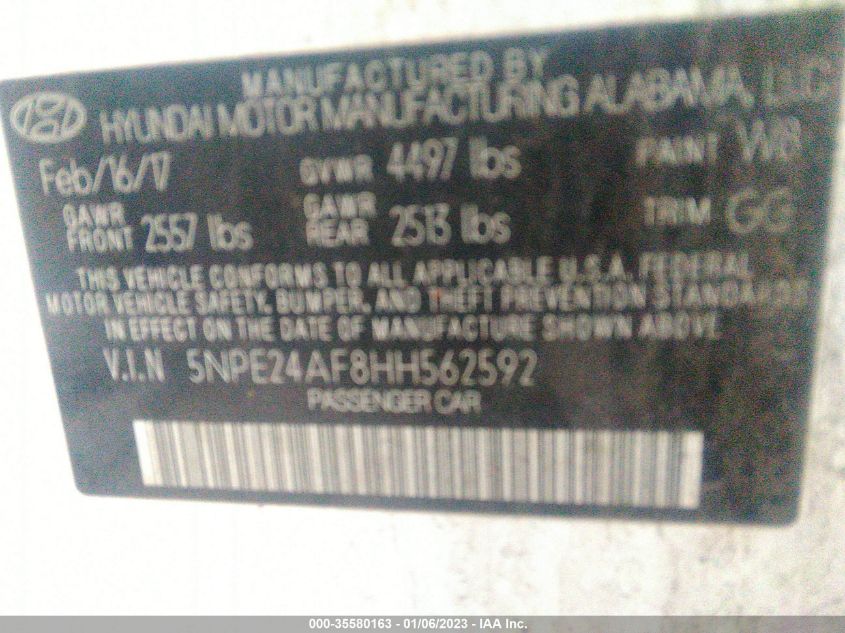 MANUFACTURED BY
HYUNDAI MOTOR MANUFACTURING ALABAMA, LLC
Feb/16/17 GVWR 4497 lbs PAINT WW8
GAWR FRONT 2557 lbs GAWR REAR 2513 lbs TRIM GG
THIS VEHICLE CONFORMS TO ALL APPLICABLE U.S.A. FEDERAL
MOTOR VEHICLE SAFETY, BUMPER, AND THEFT PREVENTION STANDARDS
IN EFFECT ON THE DATE OF MANUFACTURE SHOWN ABOVE
V.I.N 5NPE24AF8HH562592
PASSENGER CAR
000-35580163 - 01/06/2023 - IAA Inc.